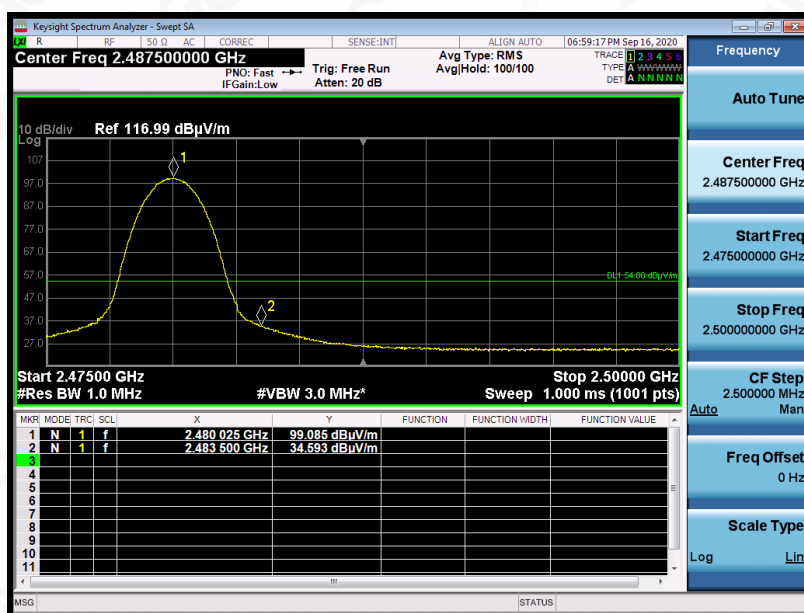 Keysight Spectrum Analyzer - Swept SA
LXI R RF 50 Ω AC CORREC SENSE:INT ALIGN AUTO 06:59:17 PM Sep 16, 2020
Center Freq 2.487500000 GHz
PNO: Fast
IFGain:Low
Trig: Free Run
Atten: 20 dB
Avg Type: RMS
Avg|Hold: 100/100
TRACE 1 2 3 4 5 6
TYPE A WWWWW
DET A N N N N N
10 dB/div Ref 116.99 dBµV/m
Log
107
97.0
87.0
77.0
67.0
57.0
47.0
37.0
27.0
1
2
DL1 54.00 dBµV/m
Start 2.47500 GHz Stop 2.50000 GHz
#Res BW 1.0 MHz #VBW 3.0 MHz* Sweep 1.000 ms (1001 pts)
MKR MODE TRC SCL X Y FUNCTION FUNCTION WIDTH FUNCTION VALUE
1 N 1 f 2.480 025 GHz 99.085 dBµV/m
2 N 1 f 2.483 500 GHz 34.593 dBµV/m
3
4
5
6
7
8
9
10
11
MSG STATUS
Frequency
Auto Tune
Center Freq
2.487500000 GHz
Start Freq
2.475000000 GHz
Stop Freq
2.500000000 GHz
CF Step
2.500000 MHz
Auto Man
Freq Offset
0 Hz
Scale Type
Log Lin